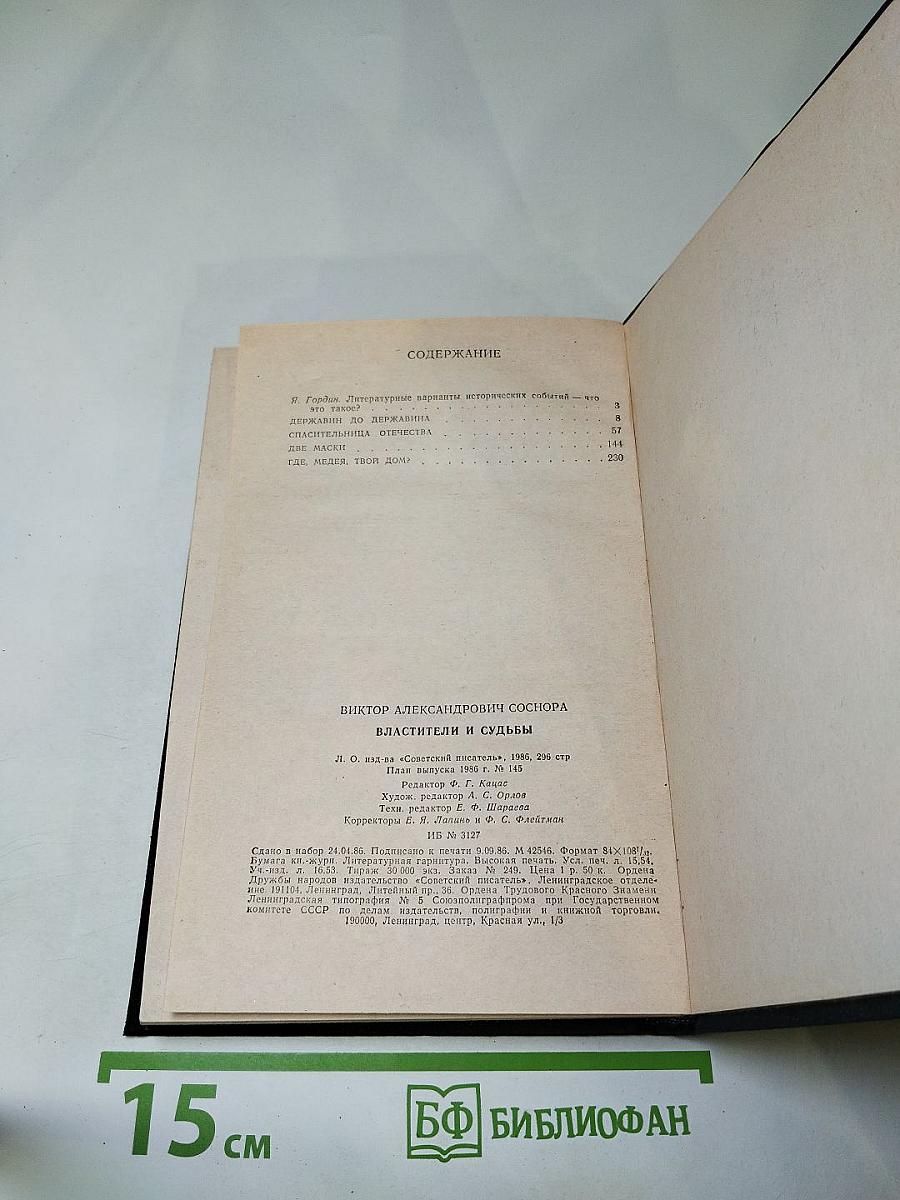 СОДЕРЖАНИЕ
Я. Гордин. Литературные варианты исторических событий — что
это такое? . . . . . . . . . . . . . . . . . 3
ДЕРЖАВИН ДО ДЕРЖАВИНА . . . . . . . . . . . . 8
СПАСИТЕЛЬНИЦА ОТЕЧЕСТВА . . . . . . . . . . . 57
ДВЕ МАСКИ . . . . . . . . . . . . . . . . . 144
ГДЕ, МЕДЕЯ, ТВОЙ ДОМ? . . . . . . . . . . . . 230
ВИКТОР АЛЕКСАНДРОВИЧ СОСНОРА
ВЛАСТИТЕЛИ И СУДЬБЫ
Л. О. изд-ва «Советский писатель», 1986, 296 стр
План выпуска 1986 г. № 145
Редактор Ф. Г. Кацас
Худож. редактор А. С. Орлов
Техн. редактор Е. Ф. Шараева
Корректоры Е. Я. Лапинь и Ф. С. Флейтман
ИБ № 3127
Сдано в набор 24.04.86. Подписано к печати 9.09.86. М 42546. Формат 84×108¹/₃₂.
Бумага кн.-журн. Литературная гарнитура. Высокая печать. Усл. печ. л. 15,54.
Уч.-изд. л. 16,53. Тираж 30 000 экз. Заказ № 249. Цена 1 р. 50 к. Ордена
Дружбы народов издательство «Советский писатель». Ленинградское отделе-
ние 191104, Ленинград, Литейный пр., 36. Ордена Трудового Красного Знамени
Ленинградская типография № 5 Союзполиграфпрома при Государственном
комитете СССР по делам издательств, полиграфии и книжной торговли.
190000, Ленинград, центр, Красная ул., 1/3
15 см
БФ БИБЛИОФАН